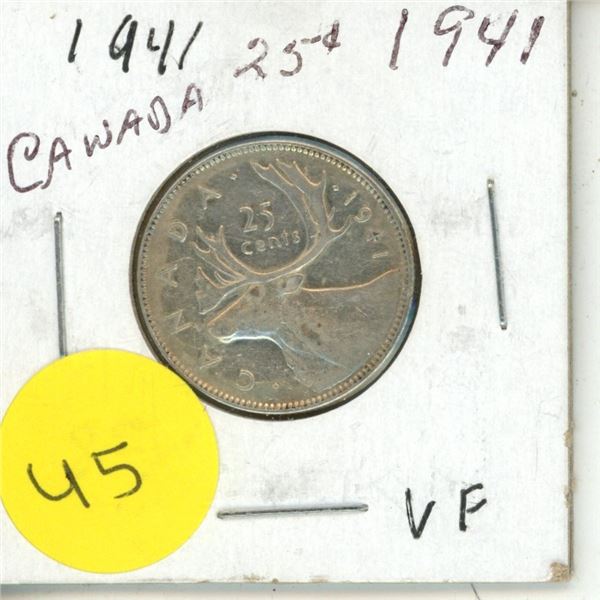 1941 25¢ 1941
CANADA
CANADA · 1941 ·
25
cents
45
VF